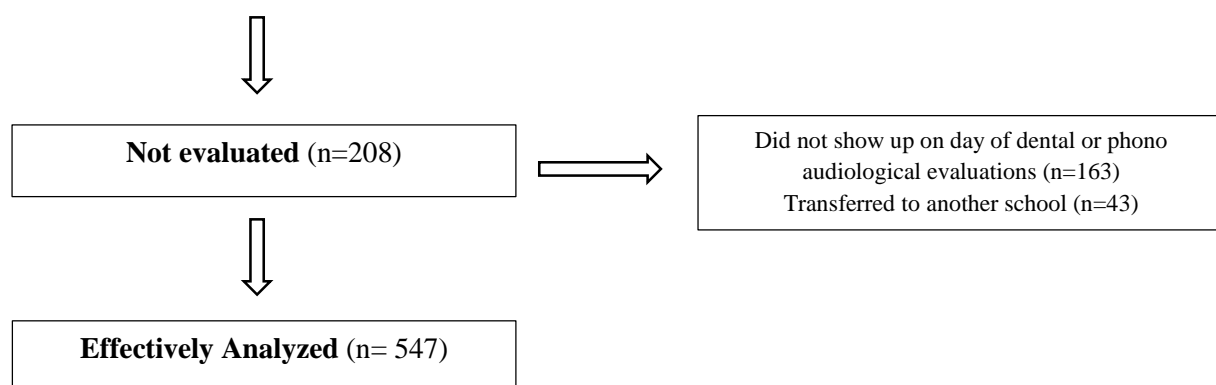 Not evaluated (n=208)
Did not show up on day of dental or phono
audiological evaluations (n=163)
Transferred to another school (n=43)
Effectively Analyzed (n= 547)